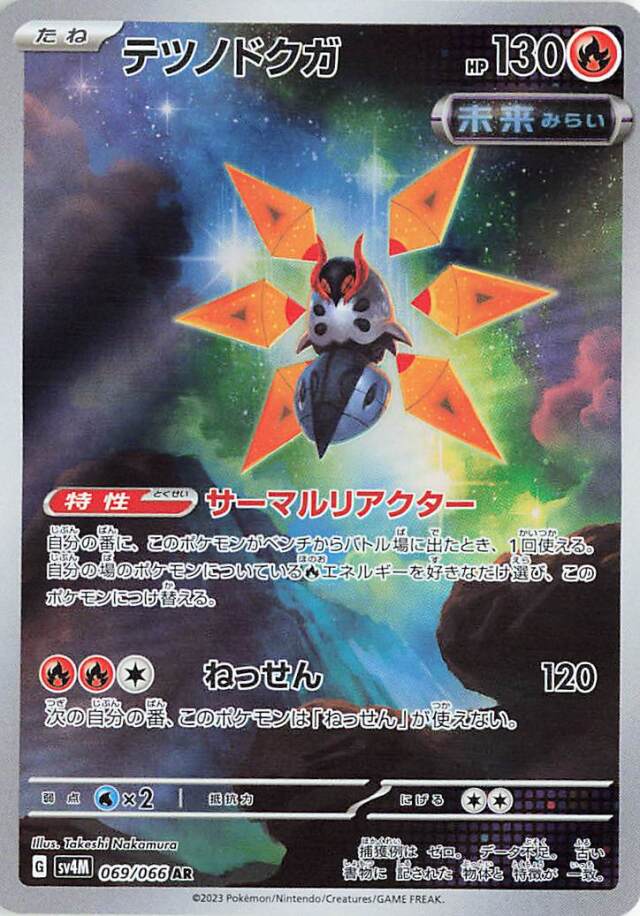 たね
テツノドクガ
HP 130
未来 みらい
特性 とくせい サーマルリアクター
自分の番に、このポケモンがベンチからバトル場に出たとき、1回使える。
自分の場のポケモンについている エネルギーを好きなだけ選び、この
ポケモンにつけ替える。
ねっせん 120
次の自分の番、このポケモンは「ねっせん」が使えない。
弱点 ×2 抵抗力 にげる
Illus. Takeshi Nakamura
G sv4M 069/066 AR
捕獲例は ゼロ。データ不足。古い
書物に 記された 物体と 特徴が 一致。
©2023 Pokémon/Nintendo/Creatures/GAME FREAK.